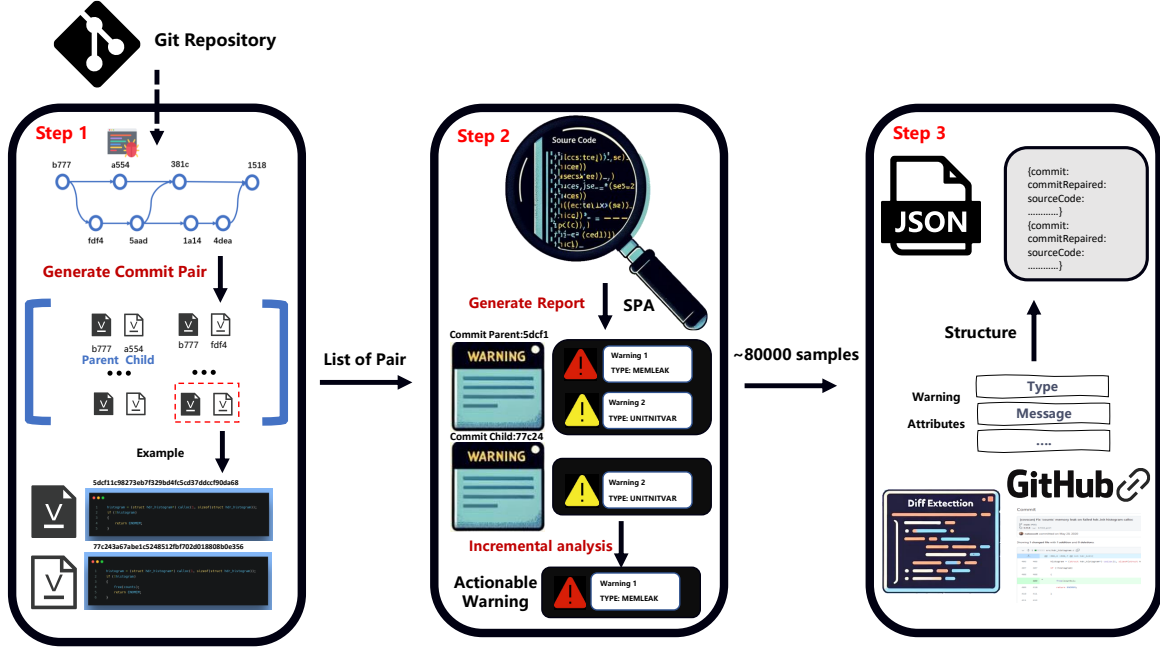 Git Repository
Step 1
b777
a554
381c
1518
fdf4
5aad
1a14
4dea
Generate Commit Pair
b777
a554
Parent Child
b777
fdf4
Example
5dcf11c98273eb7f329bd4fc5cd37ddccf90da68
77c243a67abe1c5248512fbf702d018808b0e356
List of Pair
Step 2
Soure Code
Generate Report
SPA
Commit Parent:5dcf1
WARNING
Warning 1
TYPE: MEMLEAK
Warning 2
TYPE: UNITNITVAR
Commit Child:77c24
WARNING
Warning 2
TYPE: UNITNITVAR
Incremental analysis
Actionable
Warning
Warning 1
TYPE: MEMLEAK
~80000 samples
Step 3
JSON
{commit:
commitRepaired:
sourceCode:
............}
{commit:
commitRepaired:
sourceCode:
............}
Structure
Warning
Attributes
Type
Message
....
GitHub
Diff Extecttion
Commit